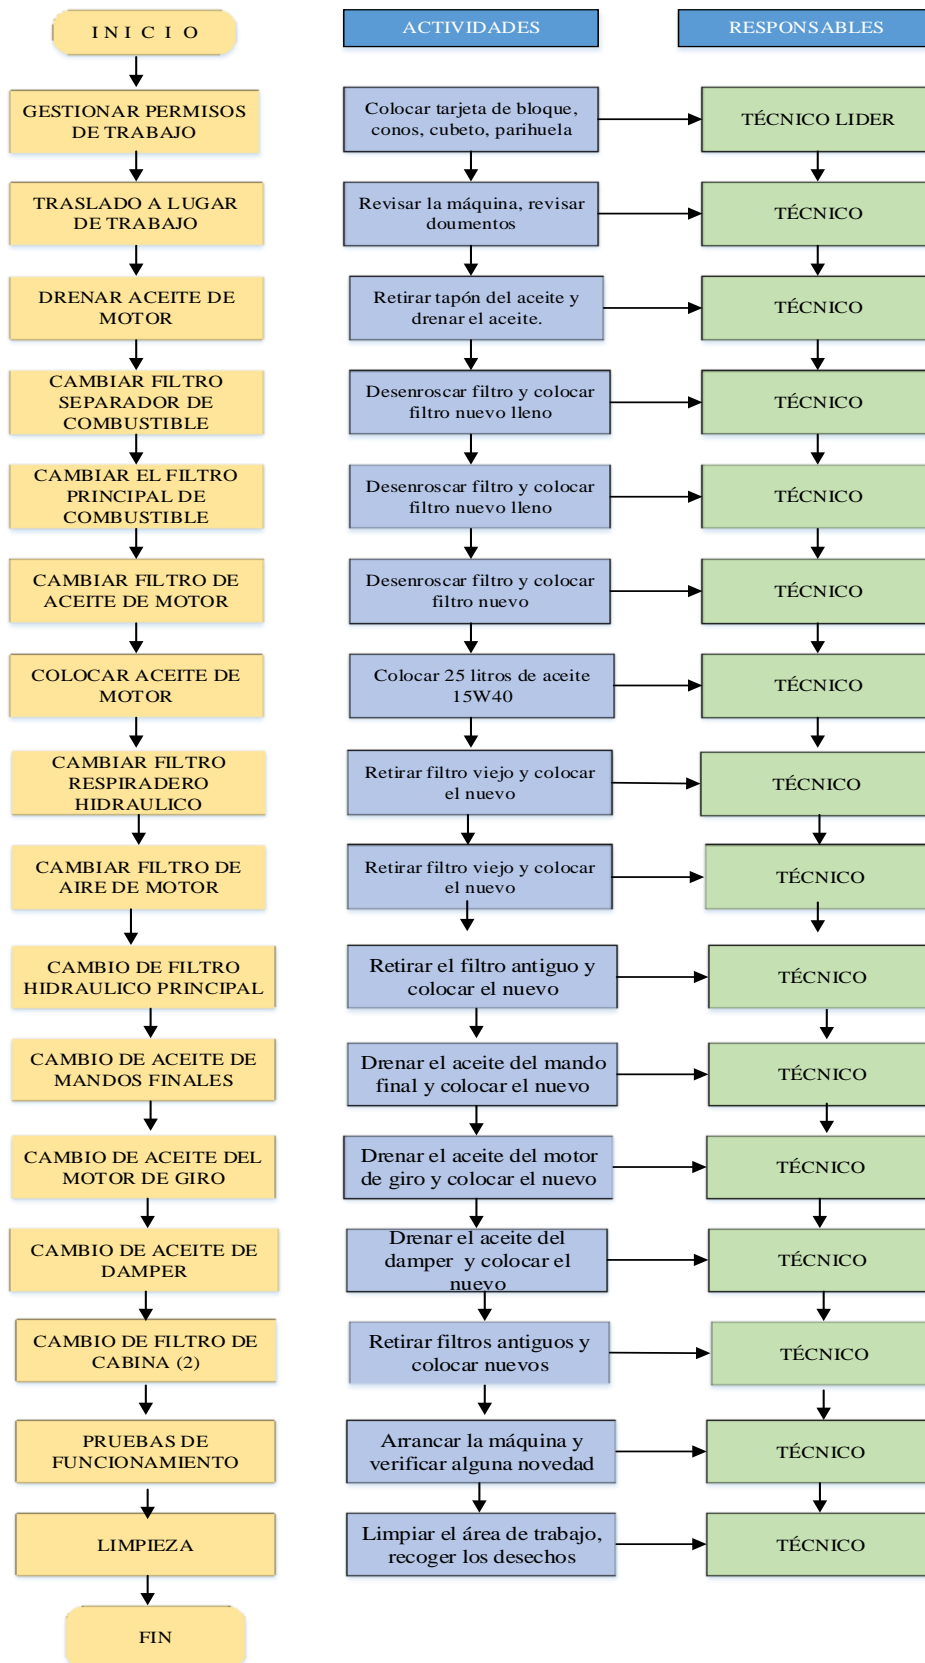 I N I C I O
ACTIVIDADES
RESPONSABLES
GESTIONAR PERMISOS
DE TRABAJO
Colocar tarjeta de bloque,
conos, cubeto, parihuela
TÉCNICO LIDER
TRASLADO A LUGAR
DE TRABAJO
Revisar la máquina, revisar
doumentos
TÉCNICO
DRENAR ACEITE DE
MOTOR
Retirar tapón del aceite y
drenar el aceite.
TÉCNICO
CAMBIAR FILTRO
SEPARADOR DE
COMBUSTIBLE
Desenroscar filtro y colocar
filtro nuevo lleno
TÉCNICO
CAMBIAR EL FILTRO
PRINCIPAL DE
COMBUSTIBLE
Desenroscar filtro y colocar
filtro nuevo lleno
TÉCNICO
CAMBIAR FILTRO DE
ACEITE DE MOTOR
Desenroscar filtro y colocar
filtro nuevo
TÉCNICO
COLOCAR ACEITE DE
MOTOR
Colocar 25 litros de aceite
15W40
TÉCNICO
CAMBIAR FILTRO
RESPIRADERO
HIDRAULICO
Retirar filtro viejo y colocar
el nuevo
TÉCNICO
CAMBIAR FILTRO DE
AIRE DE MOTOR
Retirar filtro viejo y colocar
el nuevo
TÉCNICO
CAMBIO DE FILTRO
HIDRAULICO PRINCIPAL
Retirar el filtro antiguo y
colocar el nuevo
TÉCNICO
CAMBIO DE ACEITE DE
MANDOS FINALES
Drenar el aceite del mando
final y colocar el nuevo
TÉCNICO
CAMBIO DE ACEITE DEL
MOTOR DE GIRO
Drenar el aceite del motor
de giro y colocar el nuevo
TÉCNICO
CAMBIO DE ACEITE DE
DAMPER
Drenar el aceite del
damper y colocar el
nuevo
TÉCNICO
CAMBIO DE FILTRO DE
CABINA (2)
Retirar filtros antiguos y
colocar nuevos
TÉCNICO
PRUEBAS DE
FUNCIONAMIENTO
Arrancar la máquina y
verificar alguna novedad
TÉCNICO
LIMPIEZA
Limpiar el área de trabajo,
recoger los desechos
TÉCNICO
FIN